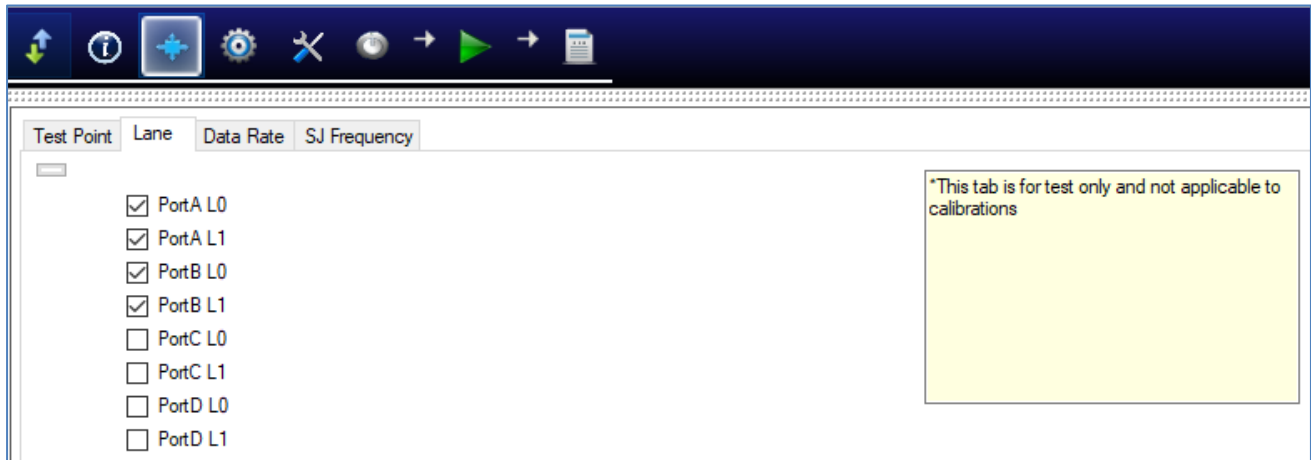 Test Point Lane Data Rate SJ Frequency
*This tab is for test only and not applicable to
calibrations
PortA L0
PortA L1
PortB L0
PortB L1
PortC L0
PortC L1
PortD L0
PortD L1